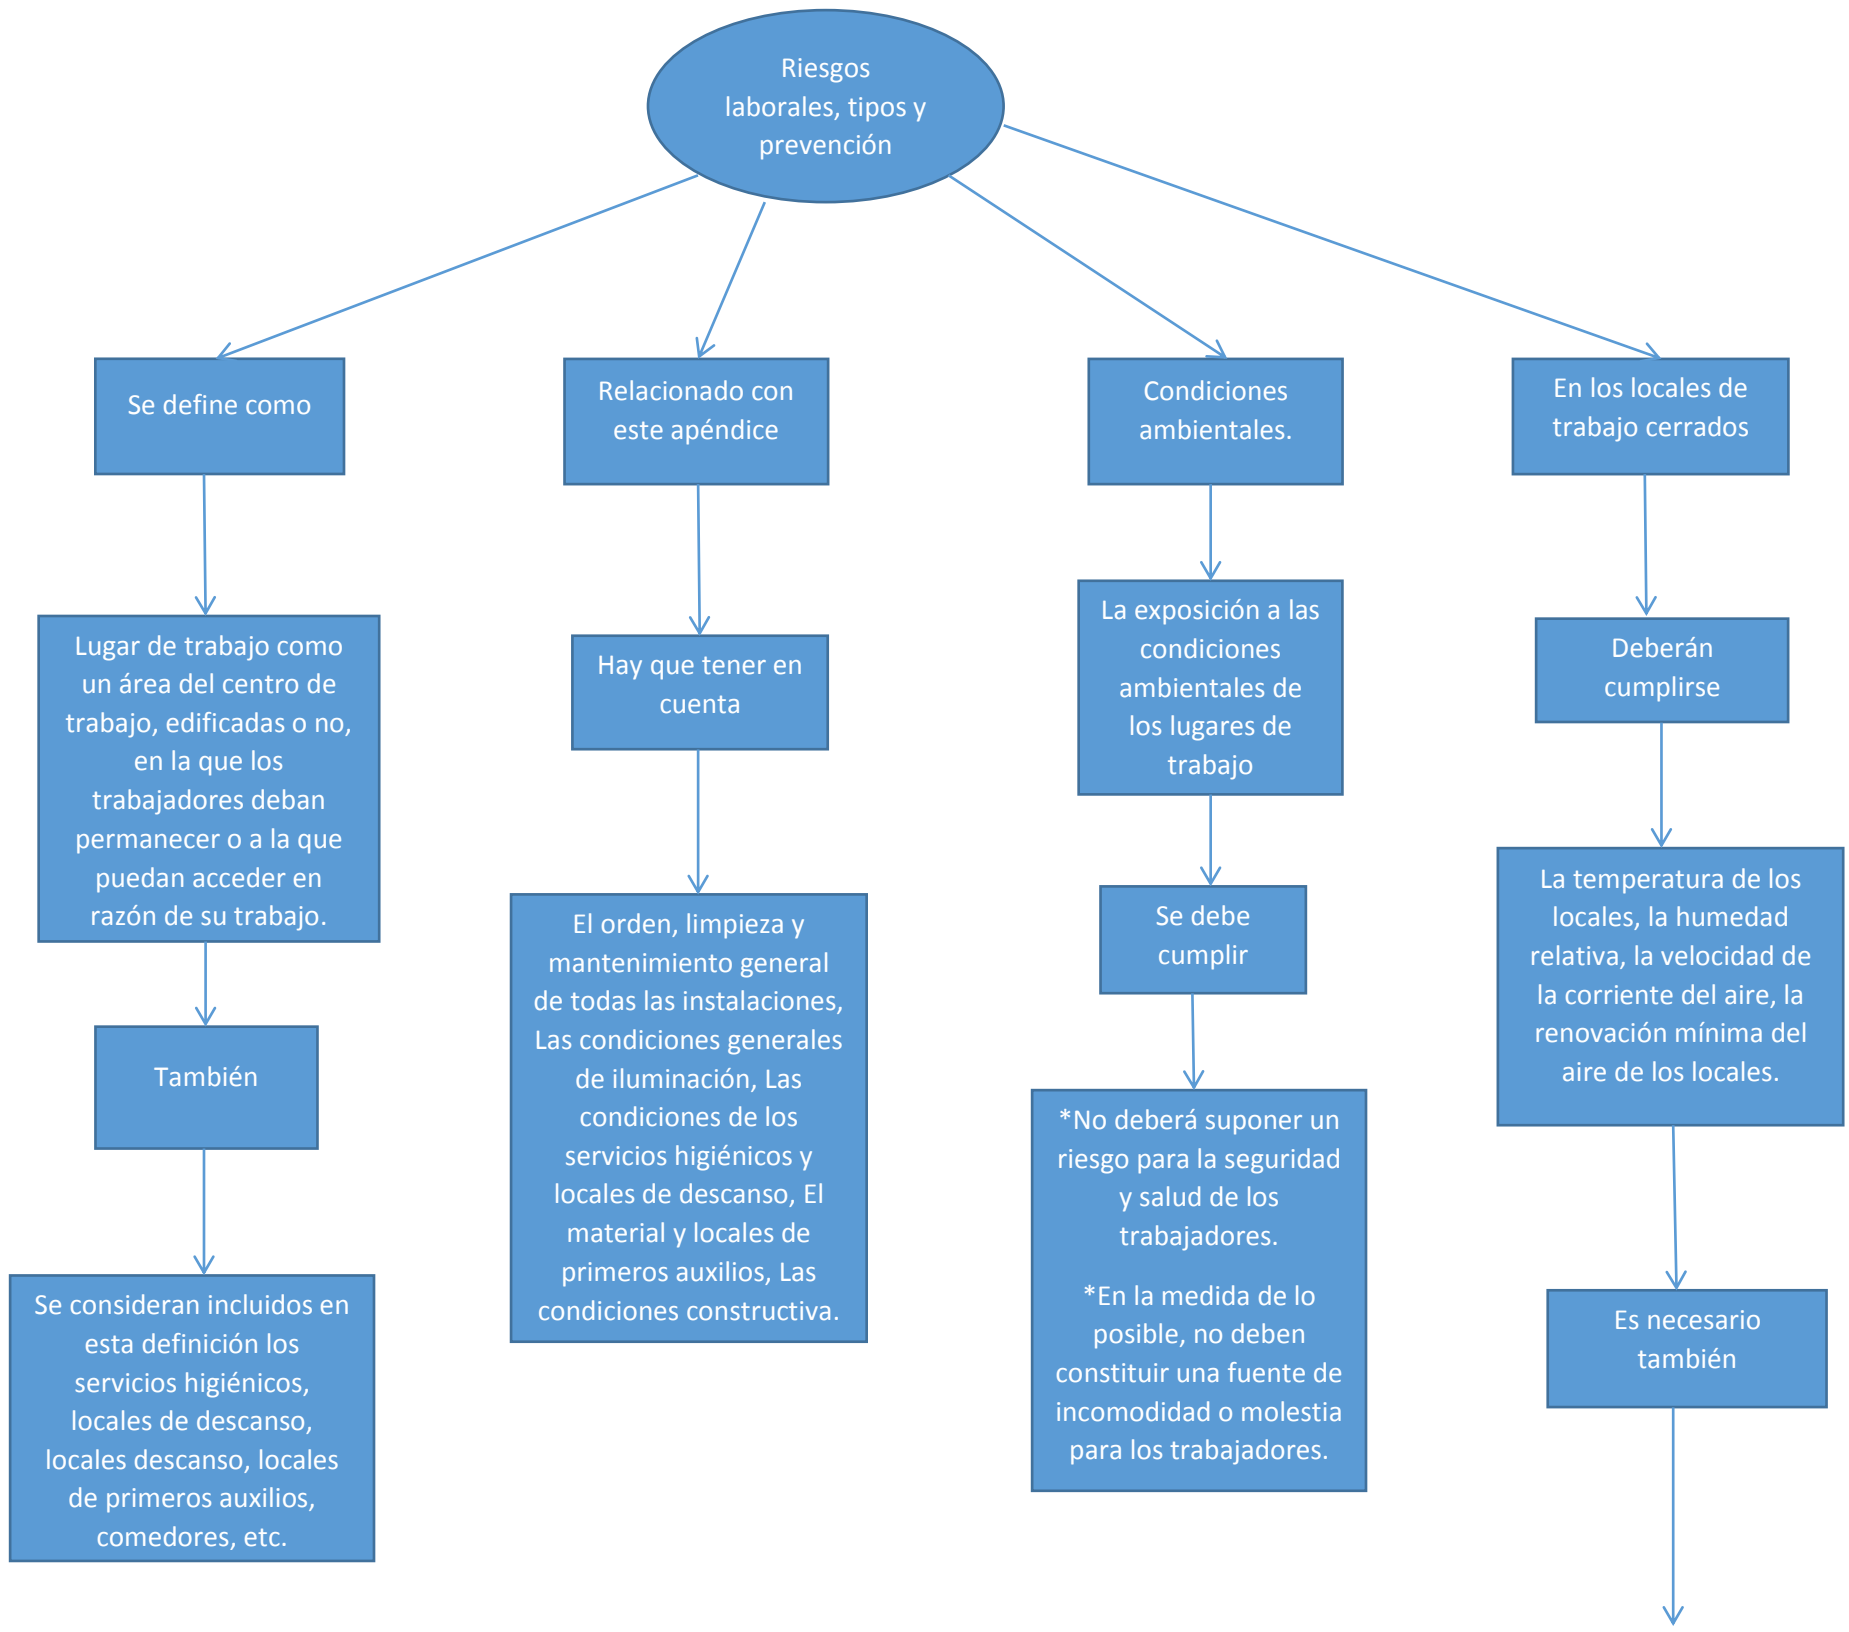 Riesgos
laborales, tipos y
prevención
Se define como
Lugar de trabajo como
un área del centro de
trabajo, edificadas o no,
en la que los
trabajadores deban
permanecer o a la que
puedan acceder en
razón de su trabajo.
También
Se consideran incluidos en
esta definición los
servicios higiénicos,
locales de descanso,
locales descanso, locales
de primeros auxilios,
comedores, etc.
Relacionado con
este apéndice
Hay que tener en
cuenta
El orden, limpieza y
mantenimiento general
de todas las instalaciones,
Las condiciones generales
de iluminación, Las
condiciones de los
servicios higiénicos y
locales de descanso, El
material y locales de
primeros auxilios, Las
condiciones constructiva.
Condiciones
ambientales.
La exposición a las
condiciones
ambientales de
los lugares de
trabajo
Se debe
cumplir
*No deberá suponer un
riesgo para la seguridad
y salud de los
trabajadores.
*En la medida de lo
posible, no deben
constituir una fuente de
incomodidad o molestia
para los trabajadores.
En los locales de
trabajo cerrados
Deberán
cumplirse
La temperatura de los
locales, la humedad
relativa, la velocidad de
la corriente del aire, la
renovación mínima del
aire de los locales.
Es necesario
también